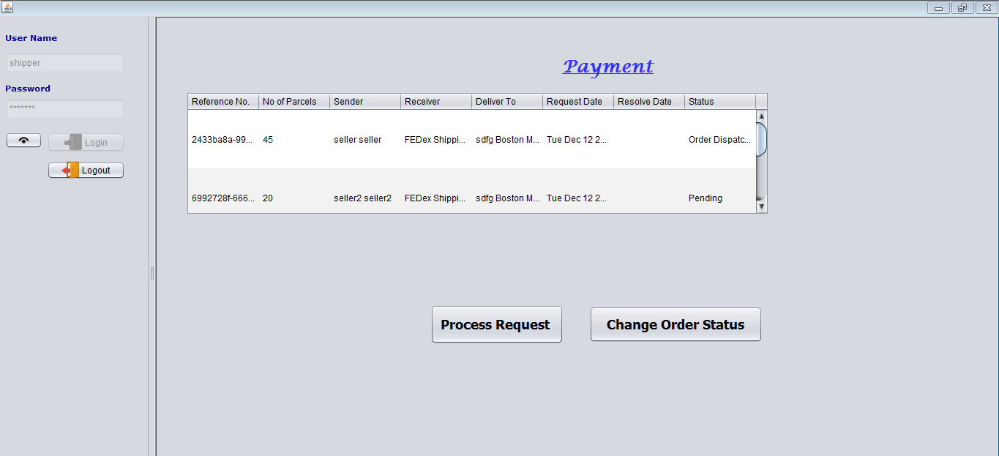 User Name
shipper
Password
*******
Login
Logout
Payment
Reference No. No of Parcels Sender Receiver Deliver To Request Date Resolve Date Status
2433ba8a-99... 45 seller seller FEDex Shippi... sdfg Boston M... Tue Dec 12 2... Order Dispatc...
6992728f-666... 20 seller2 seller2 FEDex Shippi... sdfg Boston M... Tue Dec 12 2... Pending
Process Request Change Order Status